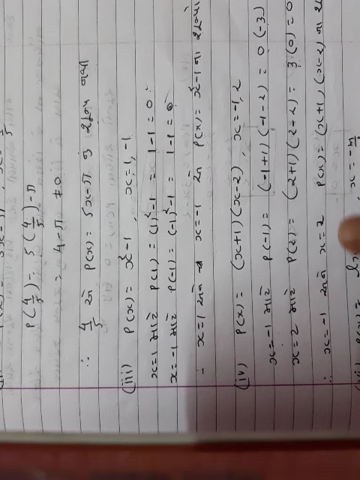 P(4/5) = 5(4/5) - π
= 4 - π ≠ 0
∴ 4/5 એ P(x) = 5x - π નું શૂન્ય નથી
(iii) P(x) = x² - 1 , x = 1, -1
x = 1 માટે P(1) = (1)² - 1 = 1 - 1 = 0
x = -1 માટે P(-1) = (-1)² - 1 = 1 - 1 = 0
∴ x = 1 અને x = -1 એ P(x) = x² - 1 ના શૂન્યો
(iv) P(x) = (x+1)(x-2) , x = -1, 2
x = -1 માટે P(-1) = (-1+1)(-1-2) = 0(-3)
x = 2 માટે P(2) = (2+1)(2-2) = 3(0) = 0
∴ x = -1 અને x = 2 P(x) = (x+1)(x-2) ના